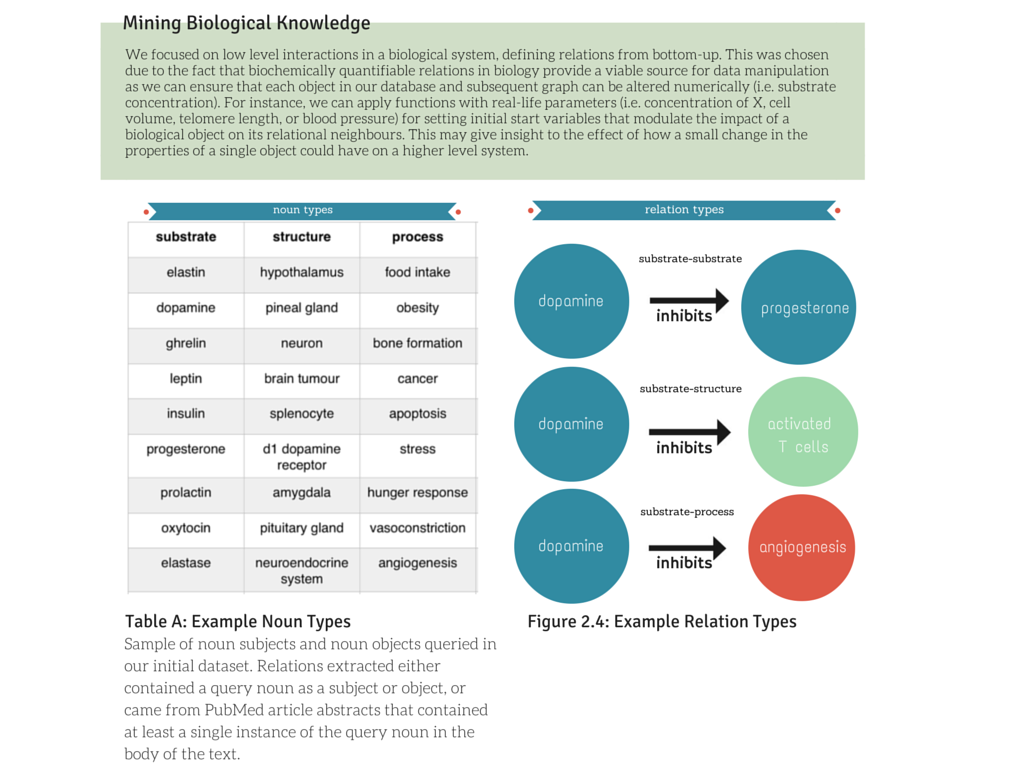 Mining Biological Knowledge
We focused on low level interactions in a biological system, defining relations from bottom-up. This was chosen
due to the fact that biochemically quantifiable relations in biology provide a viable source for data manipulation
as we can ensure that each object in our database and subsequent graph can be altered numerically (i.e. substrate
concentration). For instance, we can apply functions with real-life parameters (i.e. concentration of X, cell
volume, telomere length, or blood pressure) for setting initial start variables that modulate the impact of a
biological object on its relational neighbours. This may give insight to the effect of how a small change in the
properties of a single object could have on a higher level system.
noun types
substrate structure process
elastin hypothalamus food intake
dopamine pineal gland obesity
ghrelin neuron bone formation
leptin brain tumour cancer
insulin splenocyte apoptosis
progesterone d1 dopamine stress
receptor
prolactin amygdala hunger response
oxytocin pituitary gland vasoconstriction
elastase neuroendocrine angiogenesis
system
Table A: Example Noun Types
Sample of noun subjects and noun objects queried in
our initial dataset. Relations extracted either
contained a query noun as a subject or object, or
came from PubMed article abstracts that contained
at least a single instance of the query noun in the
body of the text.
relation types
substrate-substrate
dopamine inhibits progesterone
substrate-structure
dopamine inhibits activated
T cells
substrate-process
dopamine inhibits angiogenesis
Figure 2.4: Example Relation Types